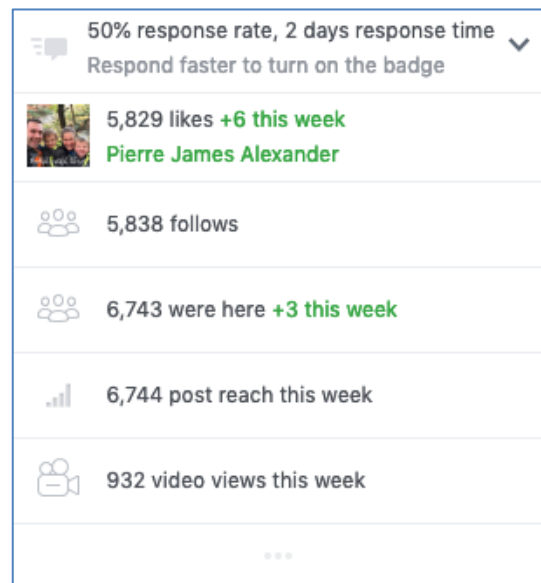 50% response rate, 2 days response time
Respond faster to turn on the badge
5,829 likes +6 this week
Pierre James Alexander
5,838 follows
6,743 were here +3 this week
6,744 post reach this week
932 video views this week